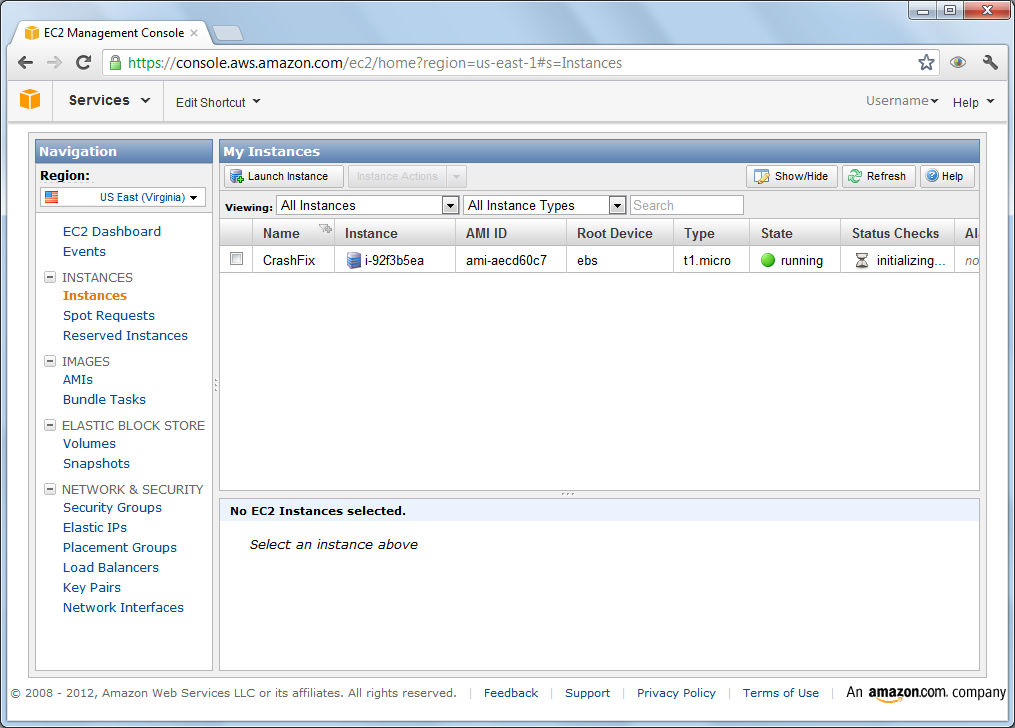 EC2 Management Console
https://console.aws.amazon.com/ec2/home?region=us-east-1#s=Instances
Services Edit Shortcut Username Help
Navigation
Region:
US East (Virginia)
EC2 Dashboard
Events
INSTANCES
Instances
Spot Requests
Reserved Instances
IMAGES
AMIs
Bundle Tasks
ELASTIC BLOCK STORE
Volumes
Snapshots
NETWORK & SECURITY
Security Groups
Elastic IPs
Placement Groups
Load Balancers
Key Pairs
Network Interfaces
My Instances
Launch Instance Instance Actions Show/Hide Refresh Help
Viewing: All Instances All Instance Types Search
Name Instance AMI ID Root Device Type State Status Checks Al
CrashFix i-92f3b5ea ami-aecd60c7 ebs t1.micro running initializing... no
No EC2 Instances selected.
Select an instance above
© 2008 - 2012, Amazon Web Services LLC or its affiliates. All rights reserved. | Feedback | Support | Privacy Policy | Terms of Use | An amazon.com. company